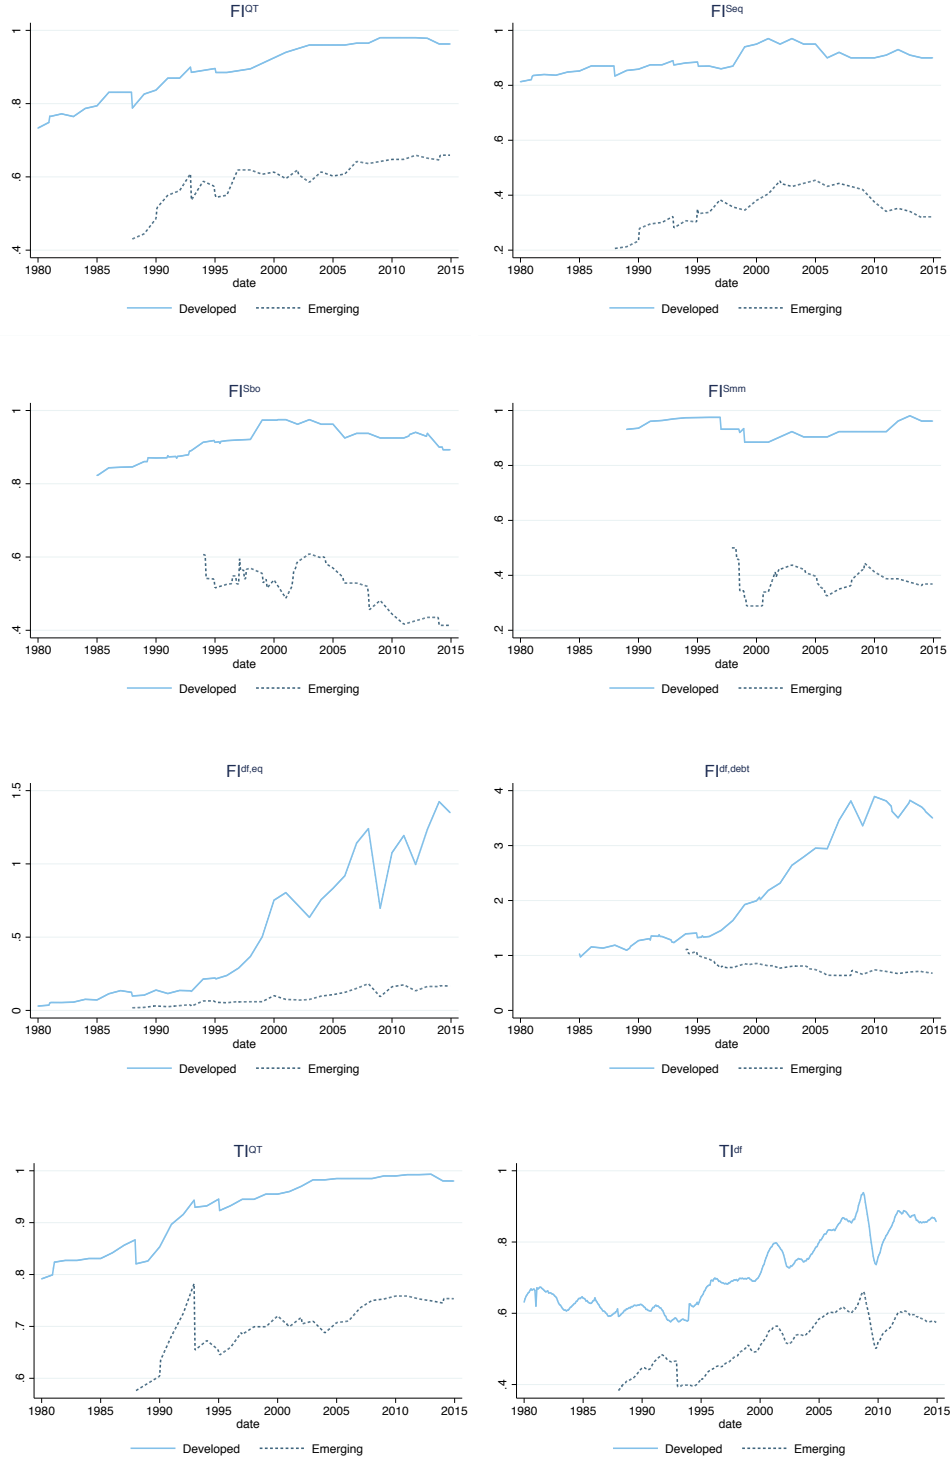 FI^QT
1
.8
.6
.4
1980 1985 1990 1995 2000 2005 2010 2015
date
Developed Emerging
FI^Seq
1
.8
.6
.4
.2
1980 1985 1990 1995 2000 2005 2010 2015
date
Developed Emerging
FI^Sbo
1
.8
.6
.4
1980 1985 1990 1995 2000 2005 2010 2015
date
Developed Emerging
FI^Smm
1
.8
.6
.4
.2
1980 1985 1990 1995 2000 2005 2010 2015
date
Developed Emerging
FI^df,eq
1.5
1
.5
0
1980 1985 1990 1995 2000 2005 2010 2015
date
Developed Emerging
FI^df,debt
4
3
2
1
0
1980 1985 1990 1995 2000 2005 2010 2015
date
Developed Emerging
TI^QT
1
.9
.8
.7
.6
1980 1985 1990 1995 2000 2005 2010 2015
date
Developed Emerging
TI^df
1
.8
.6
.4
1980 1985 1990 1995 2000 2005 2010 2015
date
Developed Emerging